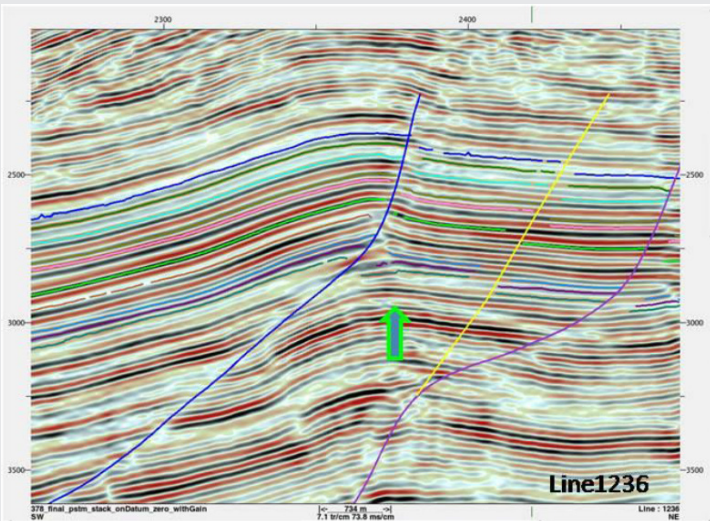 2300 2400
2500 2500
3000 3000
3500 3500
Line1236
378_final_pstm_stack_onDatum_zero_withGain 734 m Line : 1236
SW 7.1 tr/cm 73.8 ms/cm NE